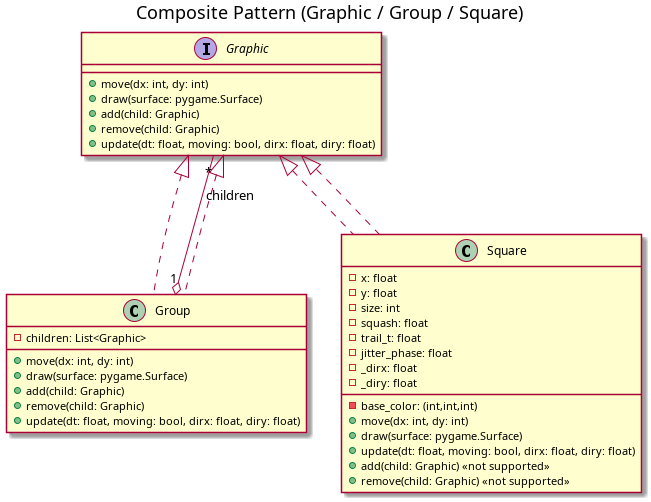 Composite Pattern (Graphic / Group / Square)
I Graphic
move(dx: int, dy: int)
draw(surface: pygame.Surface)
add(child: Graphic)
remove(child: Graphic)
update(dt: float, moving: bool, dirx: float, diry: float)
*
children
1
C Group
children: List<Graphic>
move(dx: int, dy: int)
draw(surface: pygame.Surface)
add(child: Graphic)
remove(child: Graphic)
update(dt: float, moving: bool, dirx: float, diry: float)
C Square
x: float
y: float
size: int
squash: float
trail_t: float
jitter_phase: float
_dirx: float
_diry: float
base_color: (int,int,int)
move(dx: int, dy: int)
draw(surface: pygame.Surface)
update(dt: float, moving: bool, dirx: float, diry: float)
add(child: Graphic) «not supported»
remove(child: Graphic) «not supported»